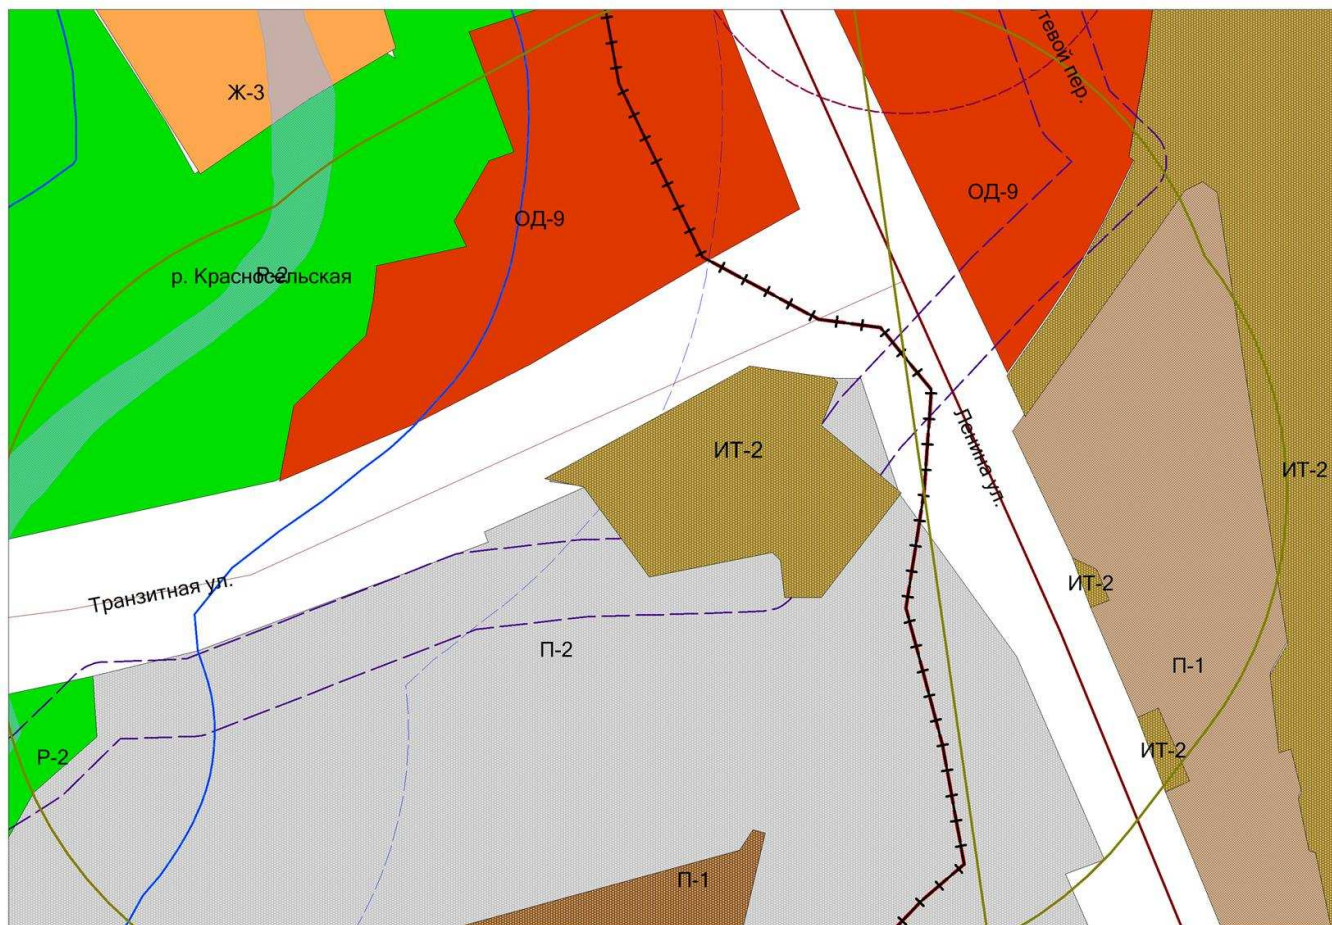 тевой пер.
Ж-3
ОД-9
ОД-9
р. Красносельская
Р-2
ИТ-2
Ленина ул.
ИТ-2
ИТ-2
Транзитная ул.
П-2
П-1
ИТ-2
Р-2
П-1